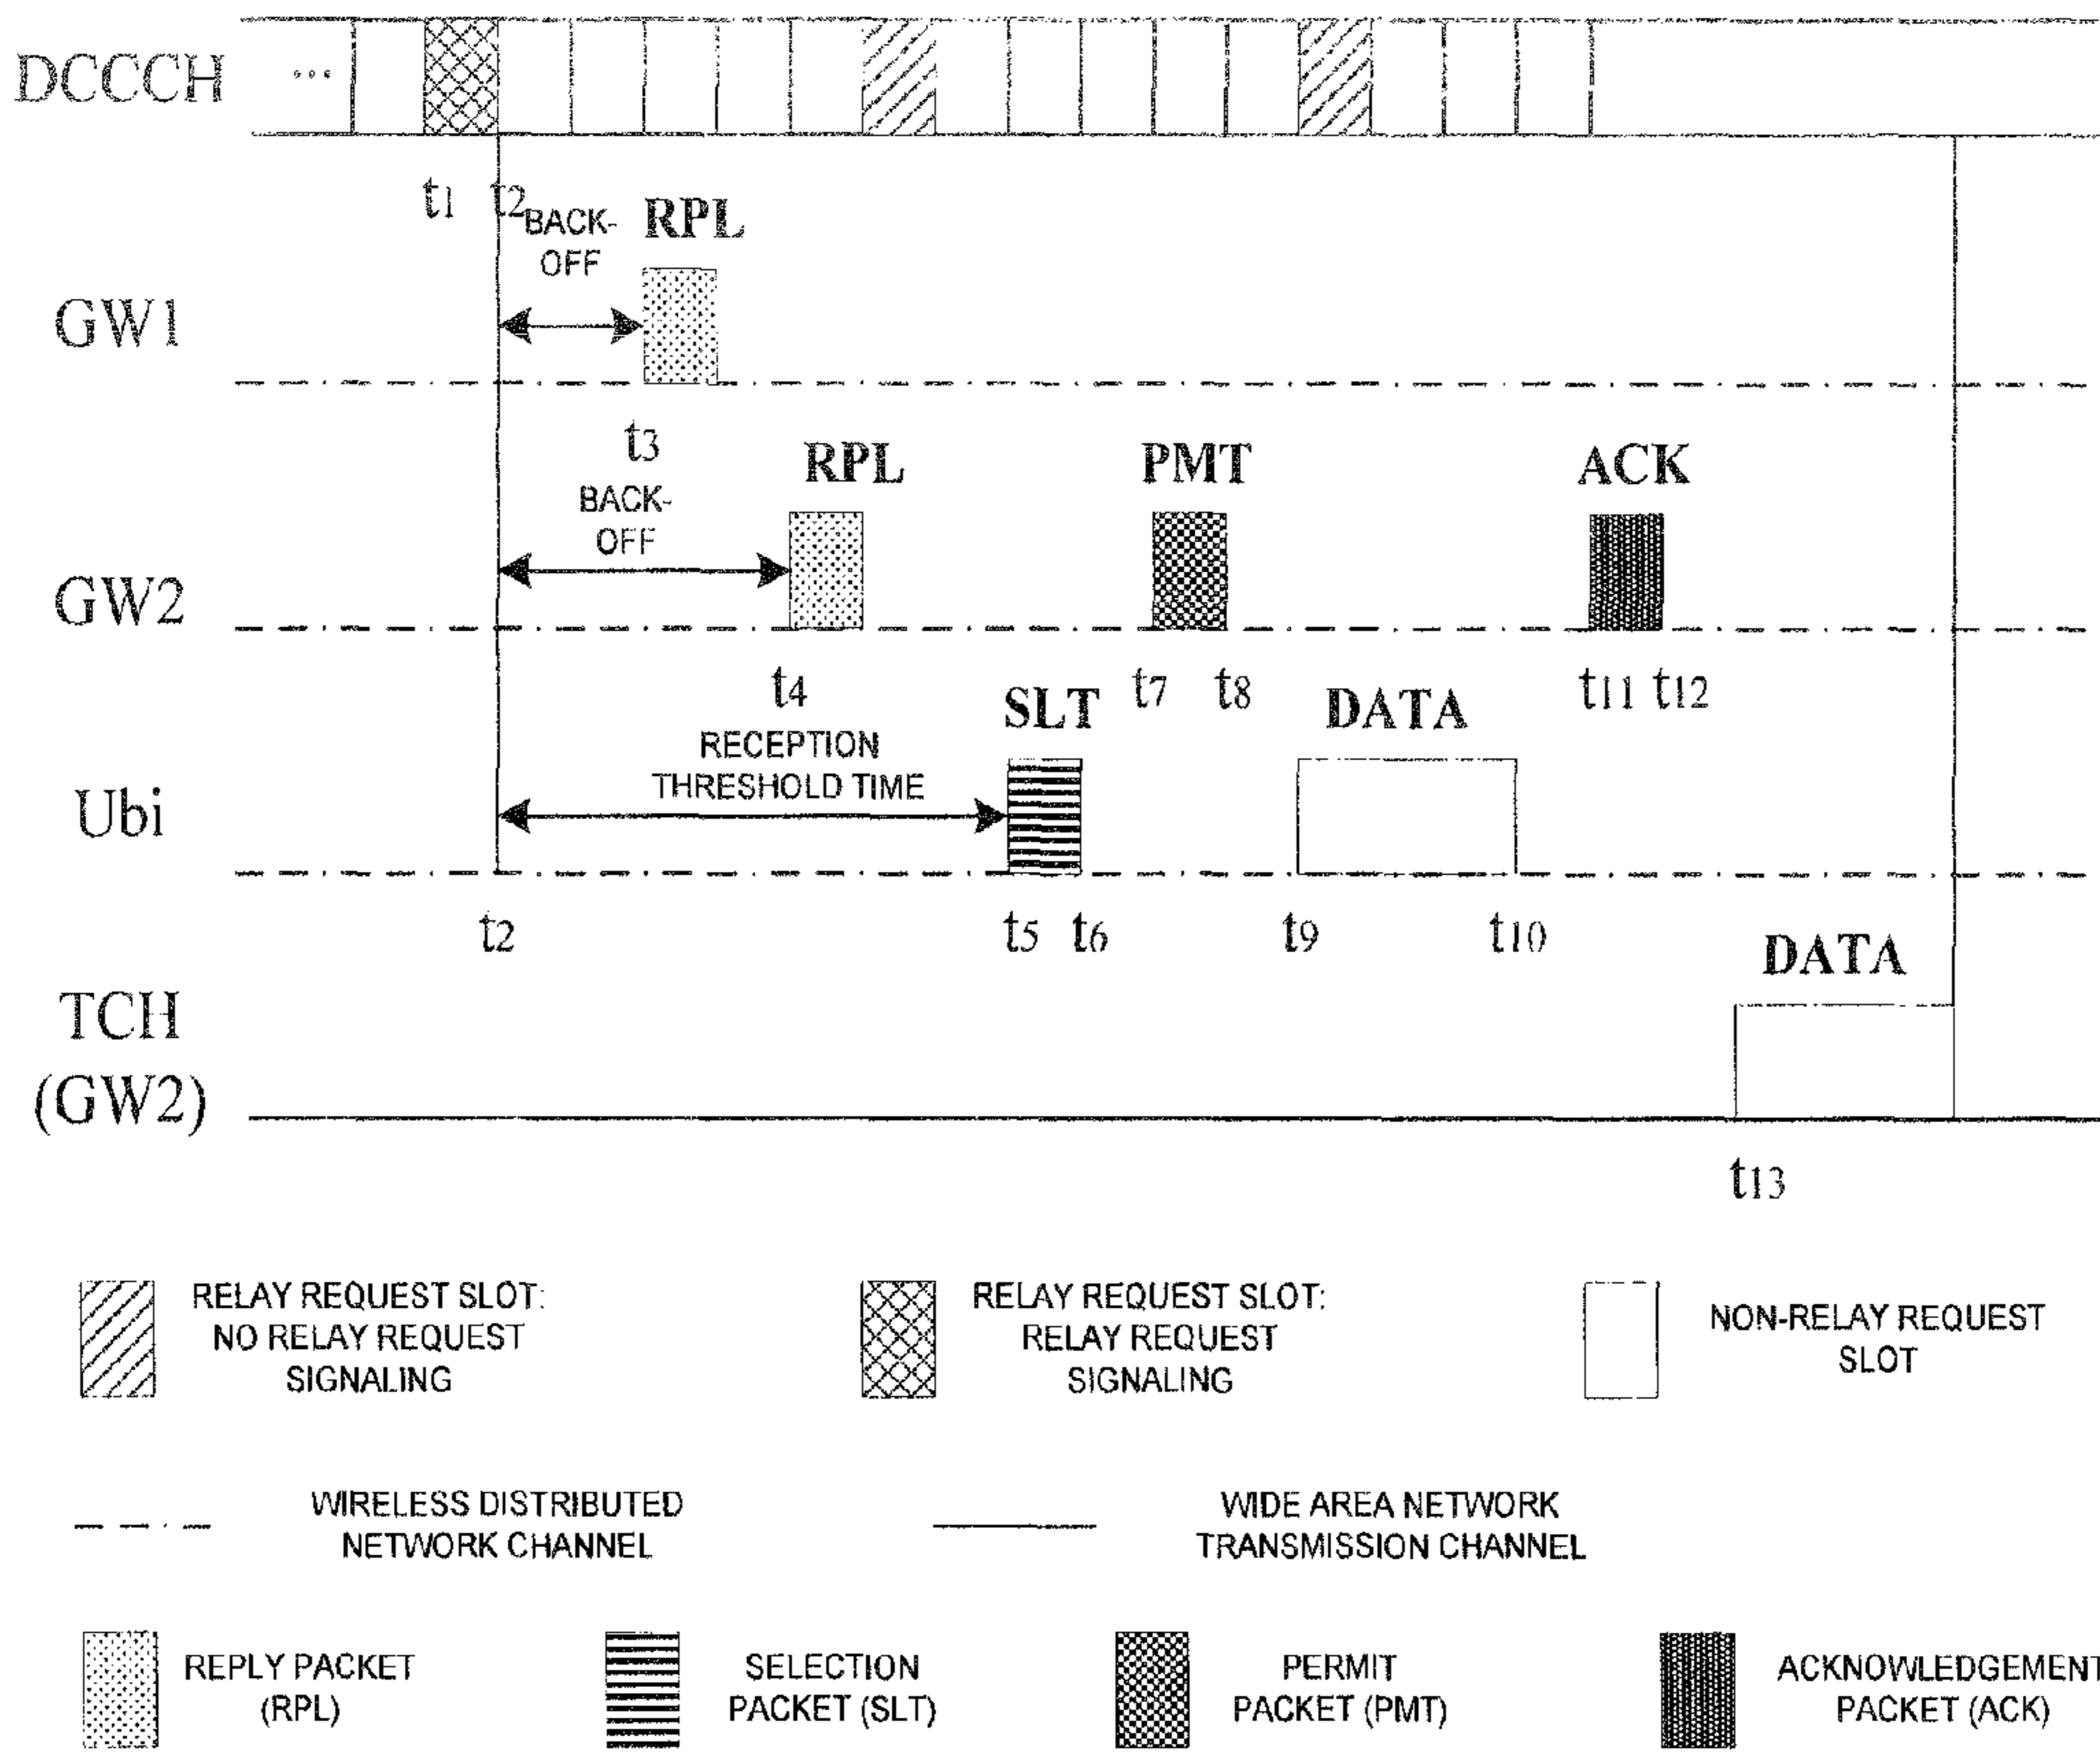 DCCCH ...
t1 t2
BACK-
OFF
RPL
GW1
t3
BACK-
OFF
RPL
PMT
ACK
GW2
t4
t7
t8
t11
t12
RECEPTION
THRESHOLD TIME
SLT
DATA
Ubi
t2
t5
t6
t9
t10
DATA
TCH
(GW2)
t13
RELAY REQUEST SLOT:
NO RELAY REQUEST
SIGNALING
RELAY REQUEST SLOT:
RELAY REQUEST
SIGNALING
NON-RELAY REQUEST
SLOT
WIRELESS DISTRIBUTED
NETWORK CHANNEL
WIDE AREA NETWORK
TRANSMISSION CHANNEL
REPLY PACKET
(RPL)
SELECTION
PACKET (SLT)
PERMIT
PACKET (PMT)
ACKNOWLEDGEMENT
PACKET (ACK)